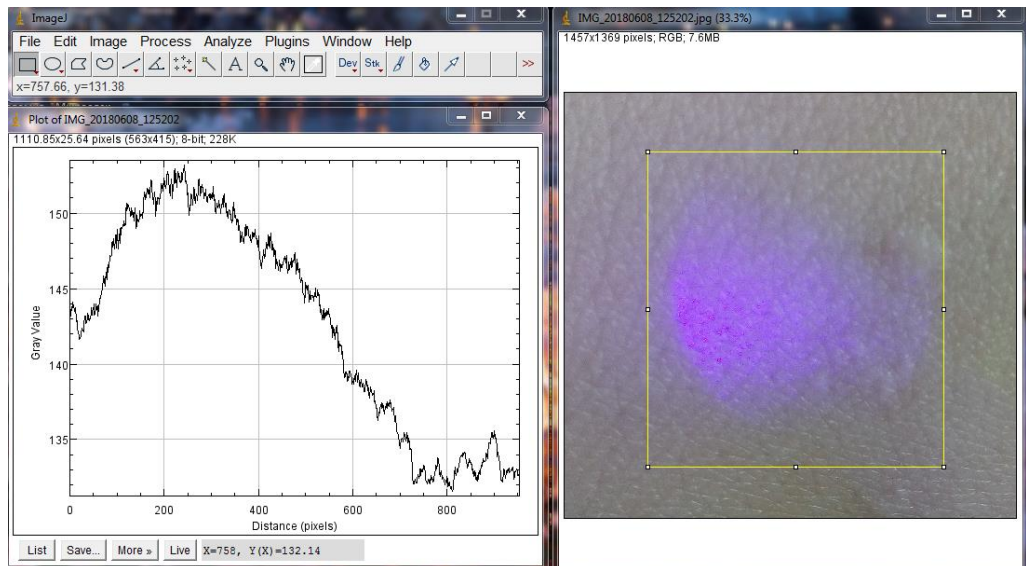 ImageJ
File Edit Image Process Analyze Plugins Window Help
A Dev Stk >>
x=757.66, y=131.38
Plot of IMG_20180608_125202
1110.85x25.64 pixels (563x415); 8-bit; 228K
150
145
140
135
Gray Value
0 200 400 600 800
Distance (pixels)
List Save... More » Live X=758, Y(X)=132.14
IMG_20180608_125202.jpg (33.3%)
1457x1369 pixels; RGB; 7.6MB